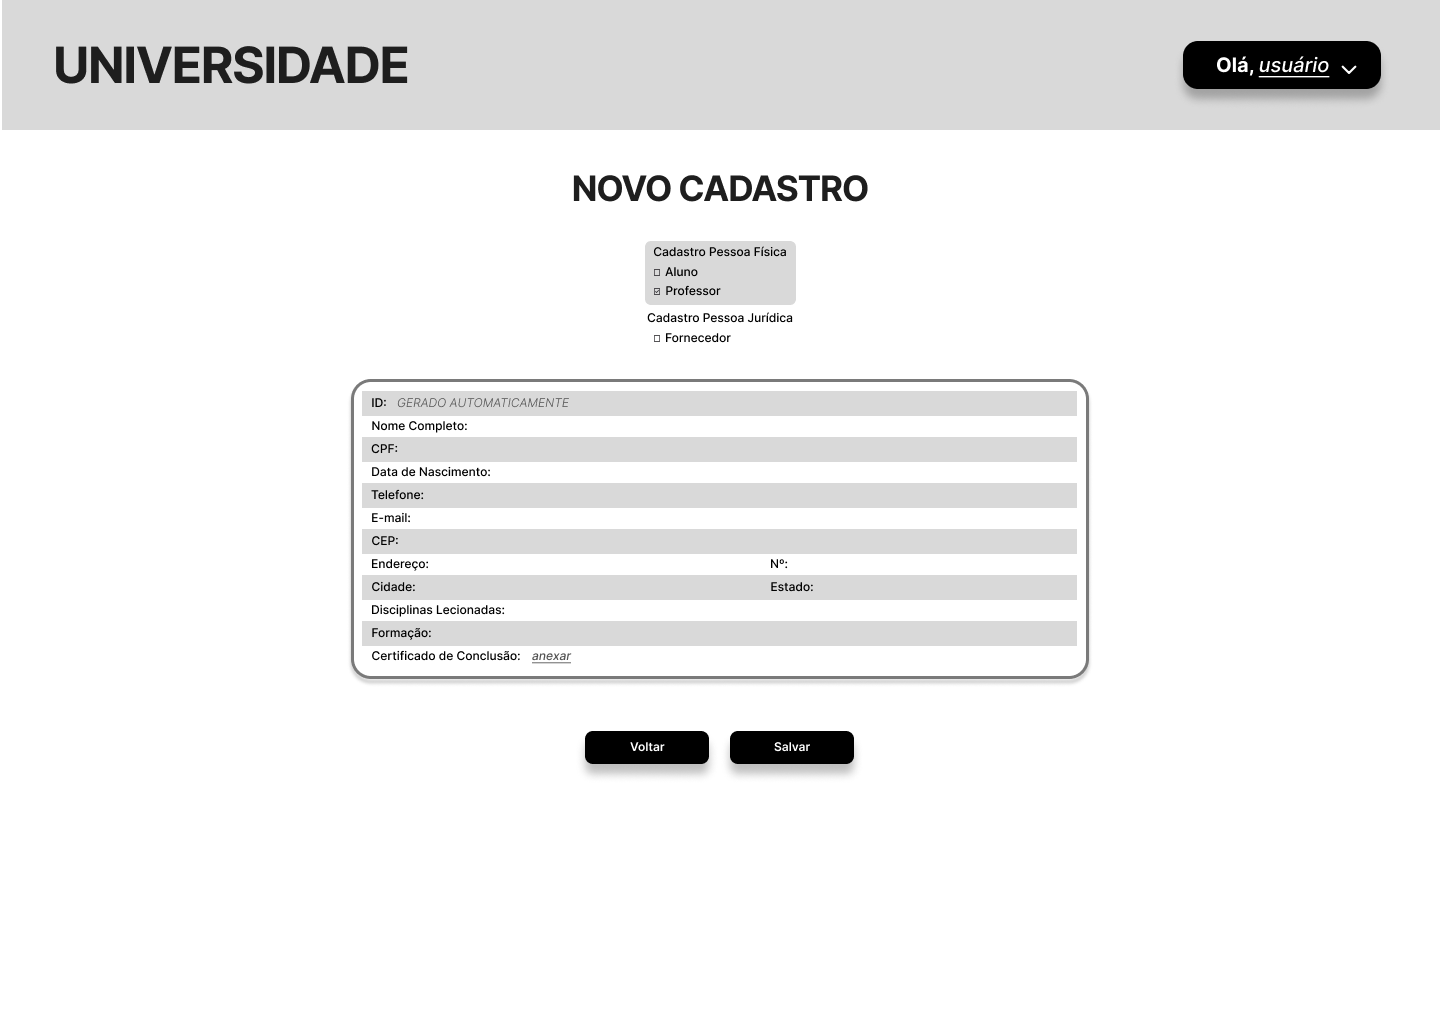 UNIVERSIDADE
Olá, usuário
NOVO CADASTRO
Cadastro Pessoa Física
Aluno
Professor
Cadastro Pessoa Jurídica
Fornecedor
ID: GERADO AUTOMATICAMENTE
Nome Completo:
CPF:
Data de Nascimento:
Telefone:
E-mail:
CEP:
Endereço: Nº:
Cidade: Estado:
Disciplinas Lecionadas:
Formação:
Certificado de Conclusão: anexar
Voltar Salvar